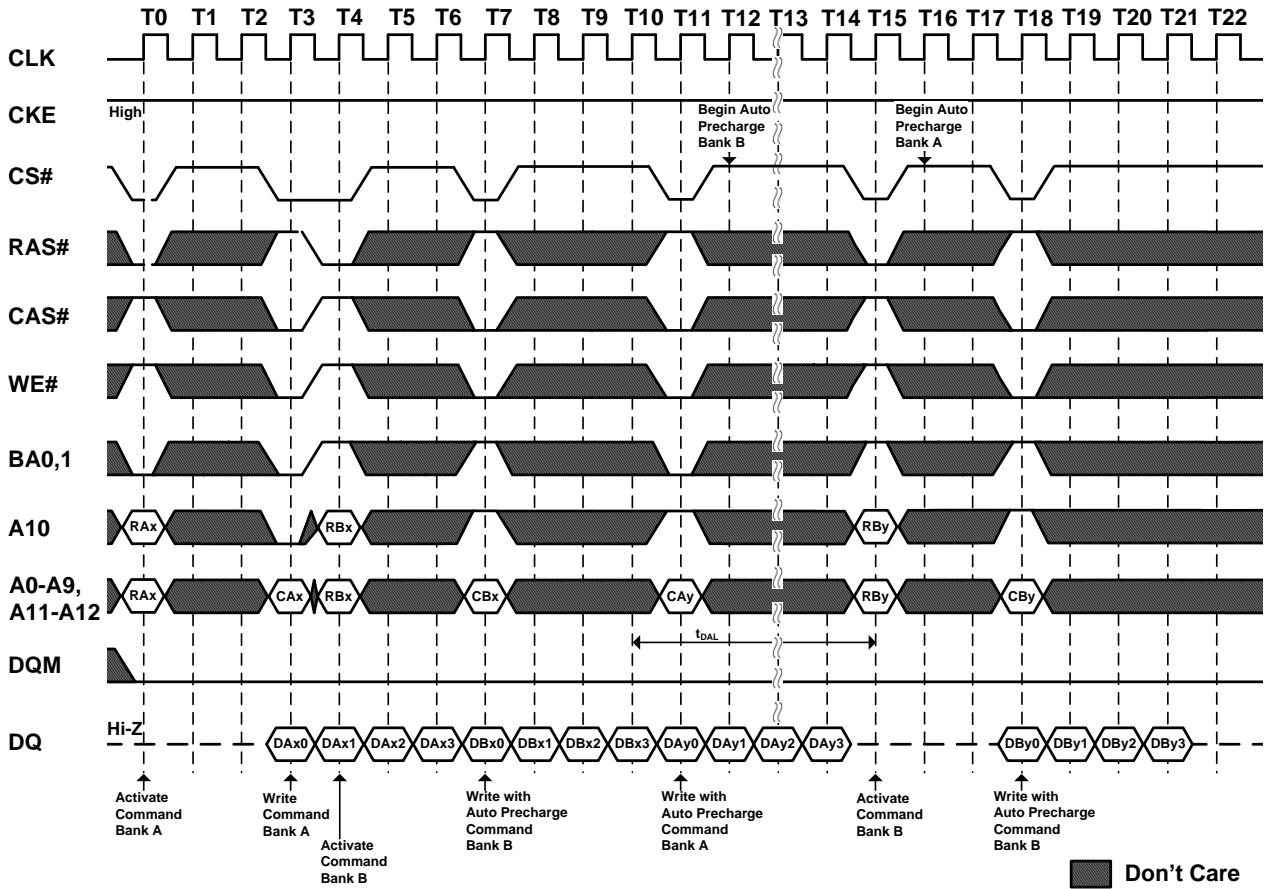 T0 T1 T2 T3 T4 T5 T6 T7 T8 T9 T10 T11 T12 T13 T14 T15 T16 T17 T18 T19 T20 T21 T22
CLK
CKE
High
Begin Auto
Precharge
Bank B
Begin Auto
Precharge
Bank A
CS#
RAS#
CAS#
WE#
BA0,1
A10
RAx RBx RBy
A0-A9,
A11-A12
RAx CAx RBx CBx CAy RBy CBy
tDAL
DQM
DQ
Hi-Z
DAx0 DAx1 DAx2 DAx3 DBx0 DBx1 DBx2 DBx3 DAy0 DAy1 DAy2 DAy3 DBy0 DBy1 DBy2 DBy3
Activate
Command
Bank A
Write
Command
Bank A
Activate
Command
Bank B
Write with
Auto Precharge
Command
Bank B
Write with
Auto Precharge
Command
Bank A
Activate
Command
Bank B
Write with
Auto Precharge
Command
Bank B
Don't Care